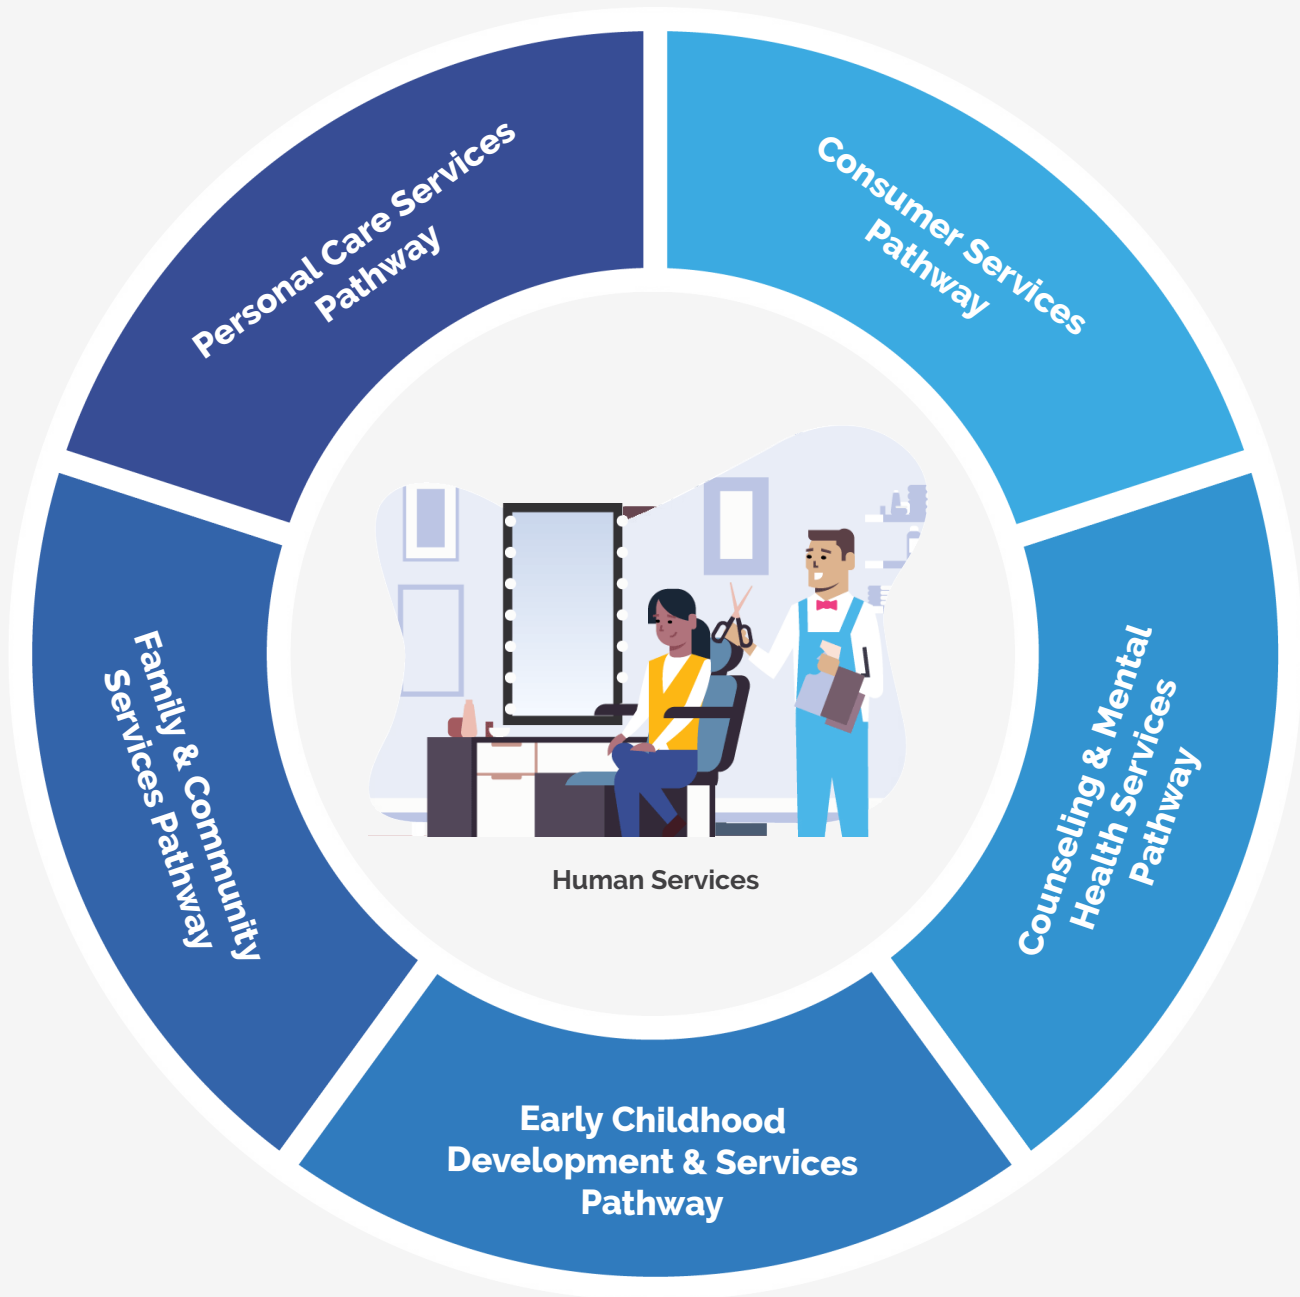 Personal Care Services
Pathway
Consumer Services
Pathway
Counseling & Mental
Health Services
Pathway
Early Childhood
Development & Services
Pathway
Family & Community
Services Pathway
Human Services